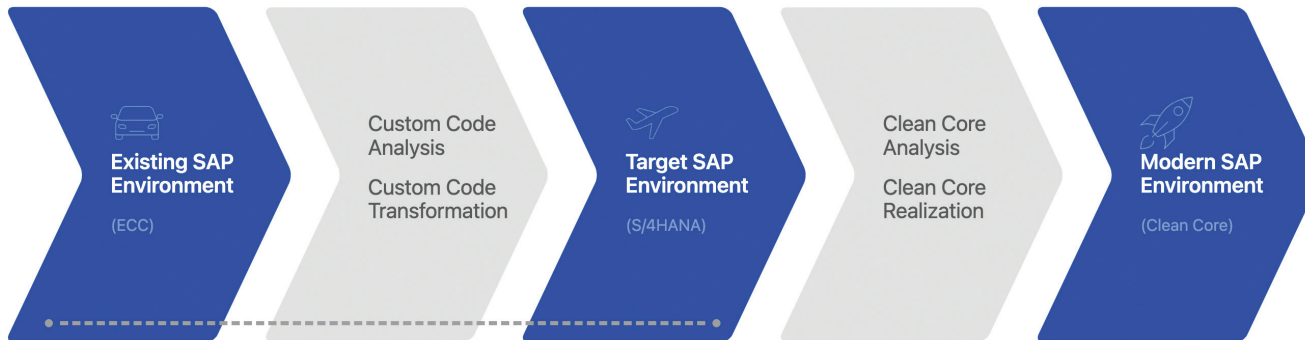 Existing SAP
Environment
(ECC)
Custom Code
Analysis
Custom Code
Transformation
Target SAP
Environment
(S/4HANA)
Clean Core
Analysis
Clean Core
Realization
Modern SAP
Environment
(Clean Core)